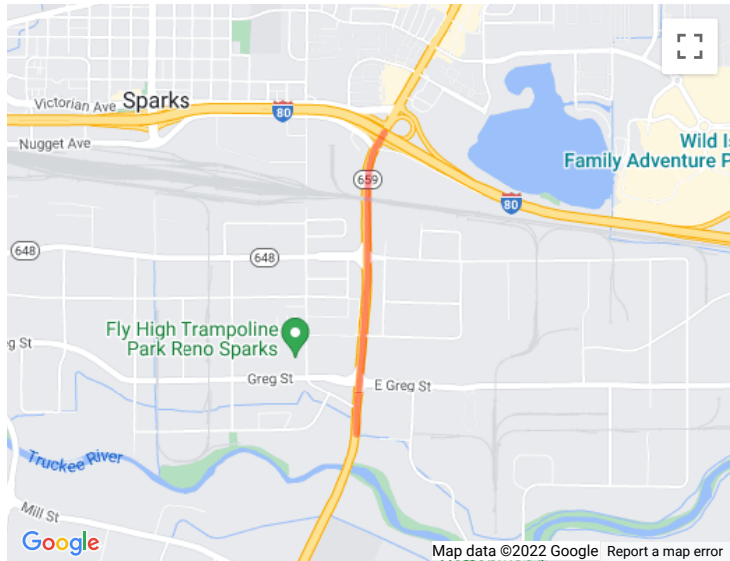 Victorian Ave
Sparks
80
Nugget Ave
Wild Is
Family Adventure P
659
80
648
648
Fly High Trampoline
Park Reno Sparks
g St
Greg St
E Greg St
Truckee River
Mill St
Google
Map data ©2022 Google
Report a map error